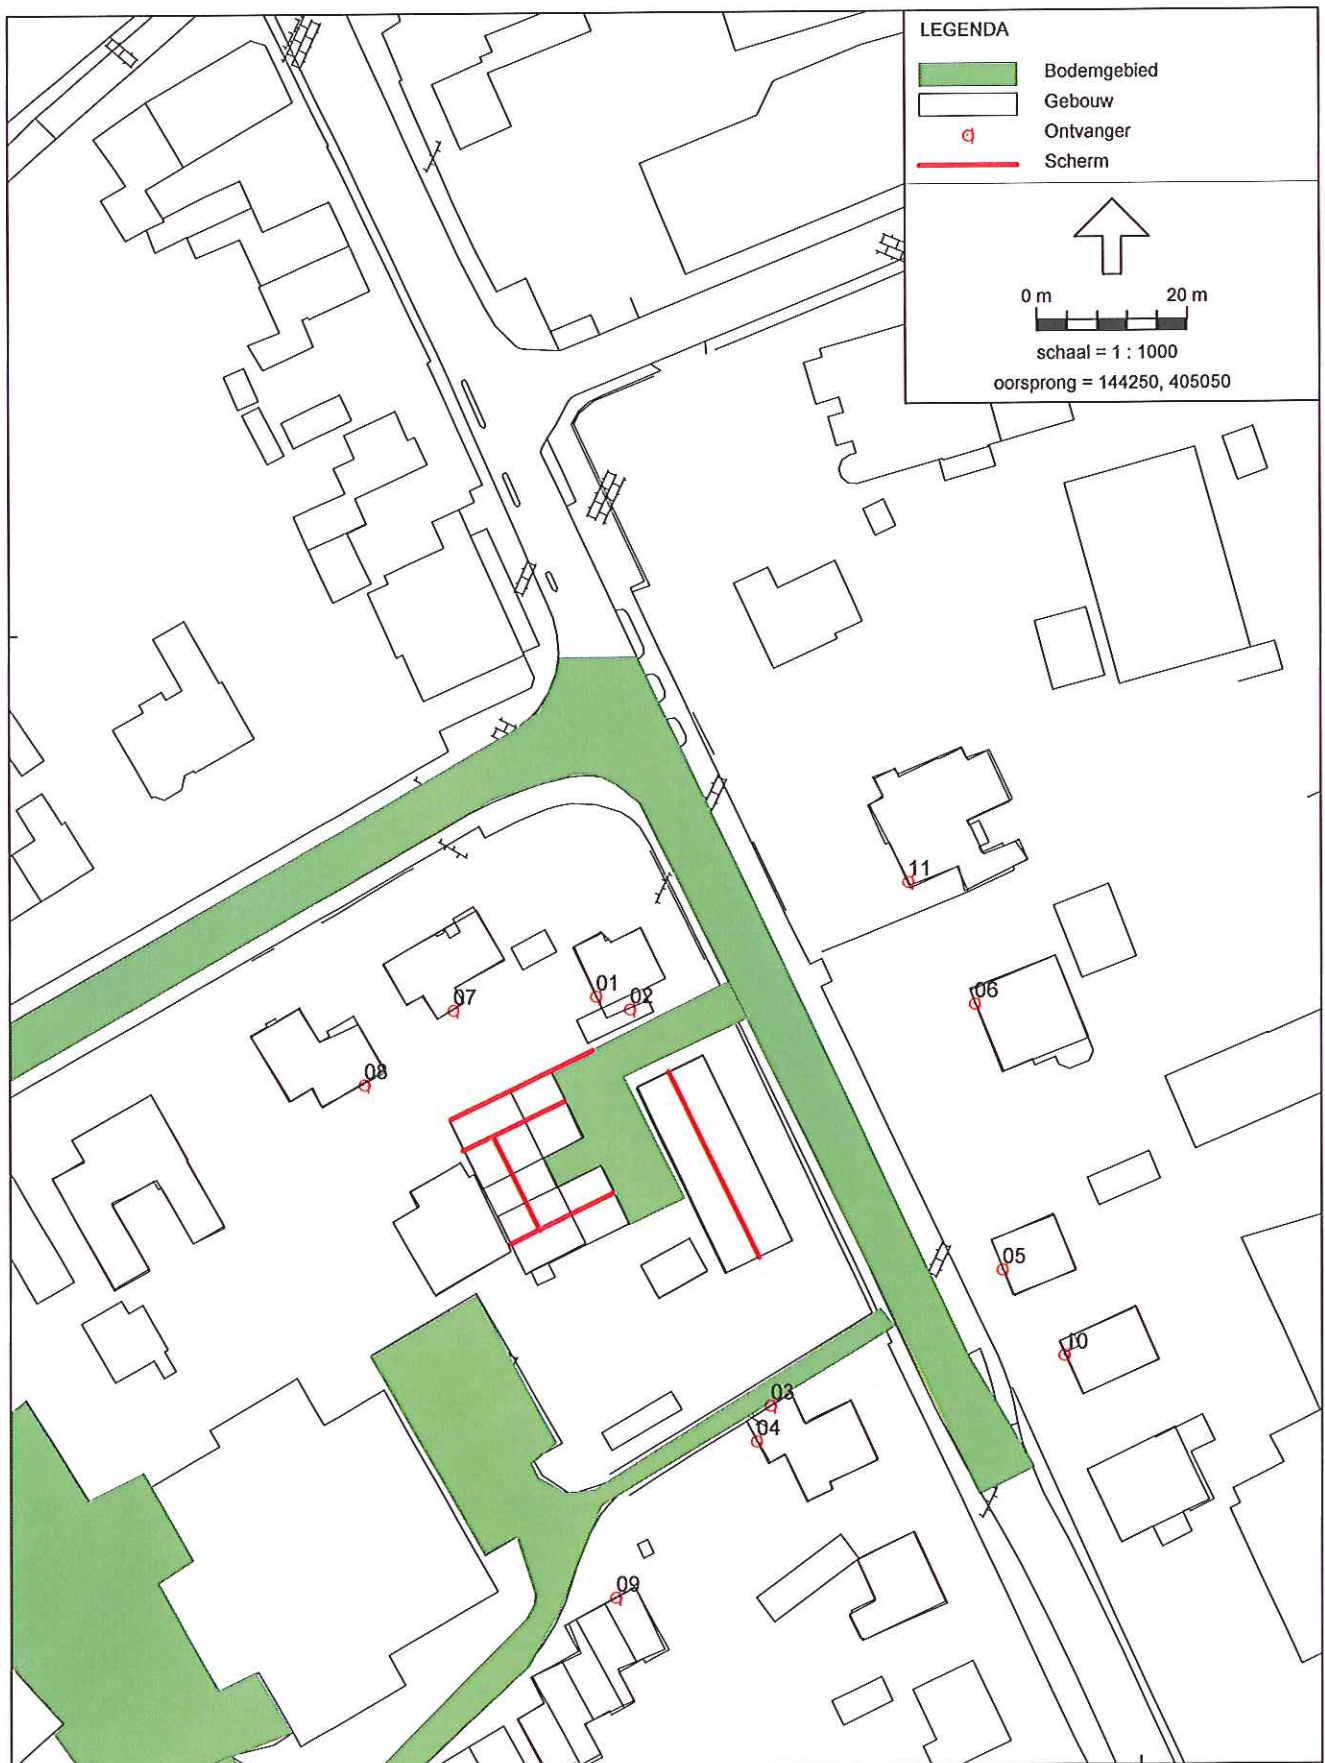 LEGENDA
Bodemgebied
Gebouw
Ontvanger
Scherm
0 m 20 m
schaal = 1 : 1000
oorsprong = 144250, 405050
11
01
02
06
07
08
05
10
03
04
09